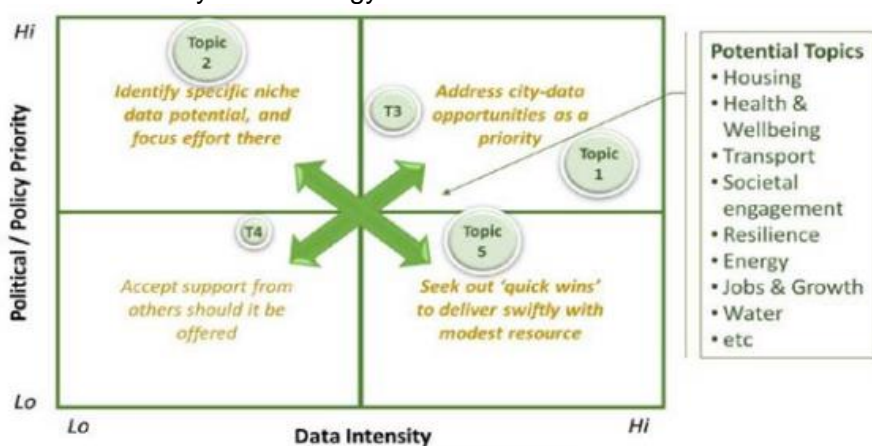 Hi
Political / Policy Priority
Lo
Topic
2
Identify specific niche
data potential, and
focus effort there
T3
Address city-data
opportunities as a
priority
Topic
1
T4
Accept support from
others should it be
offered
Topic
5
Seek out ‘quick wins’
to deliver swiftly with
modest resource
Lo
Data Intensity
Hi
Potential Topics
• Housing
• Health &
Wellbeing
• Transport
• Societal
engagement
• Resilience
• Energy
• Jobs & Growth
• Water
• etc